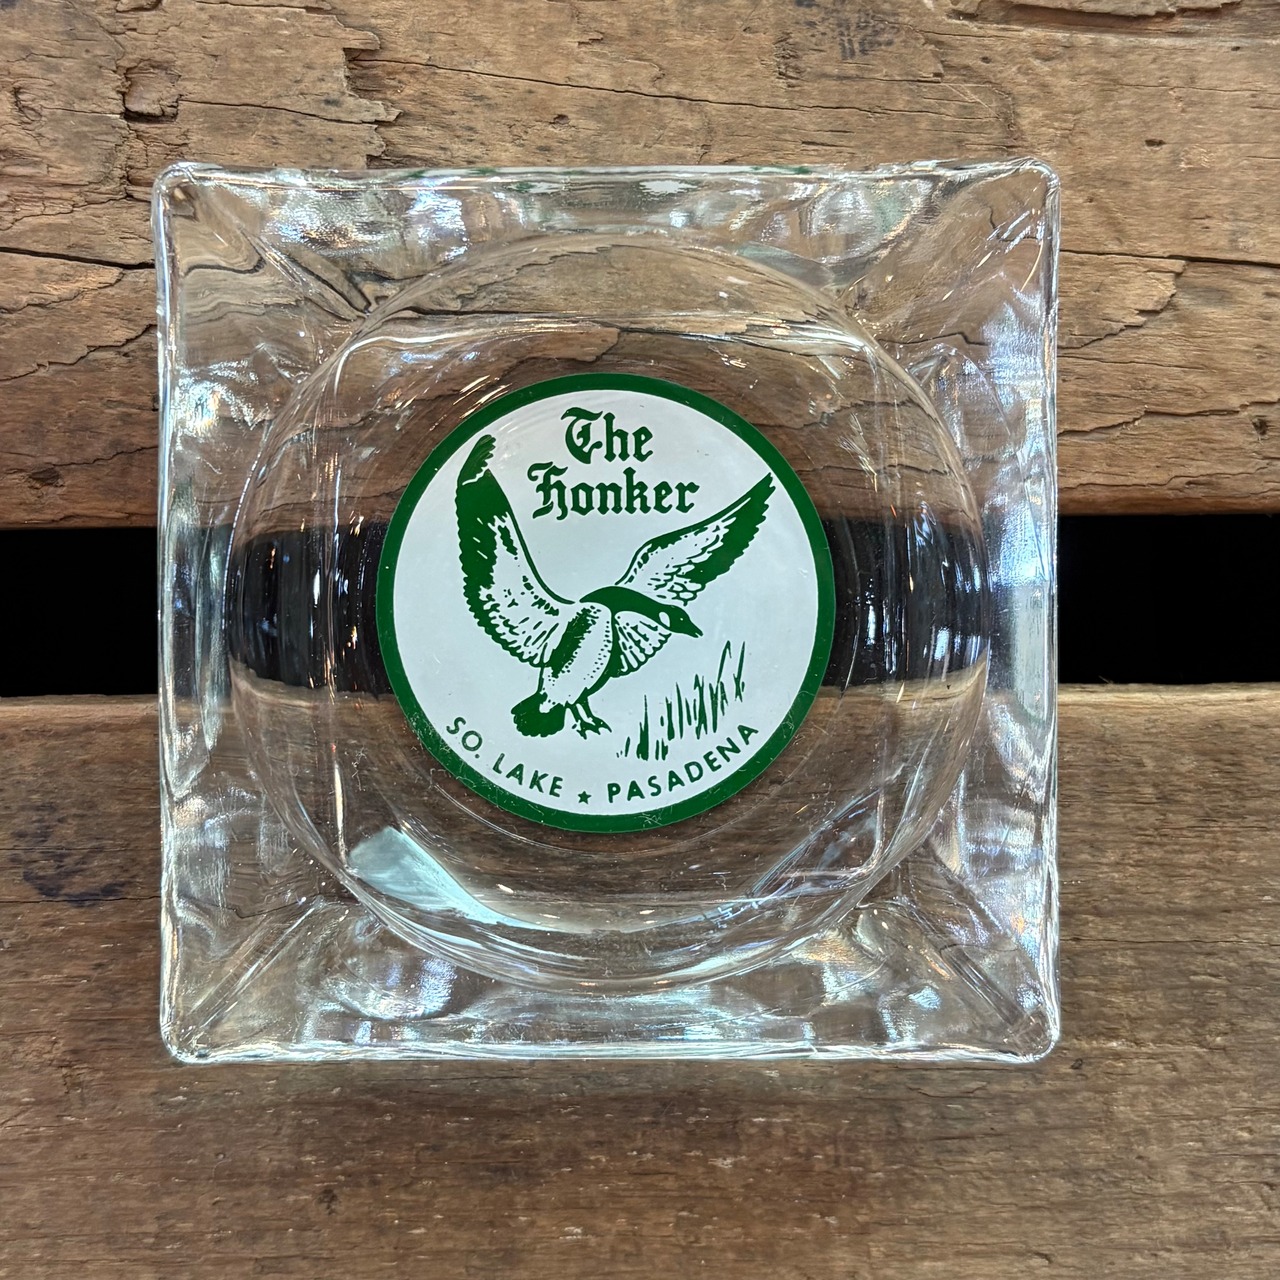 The
Honker
SO. LAKE ★ PASADENA